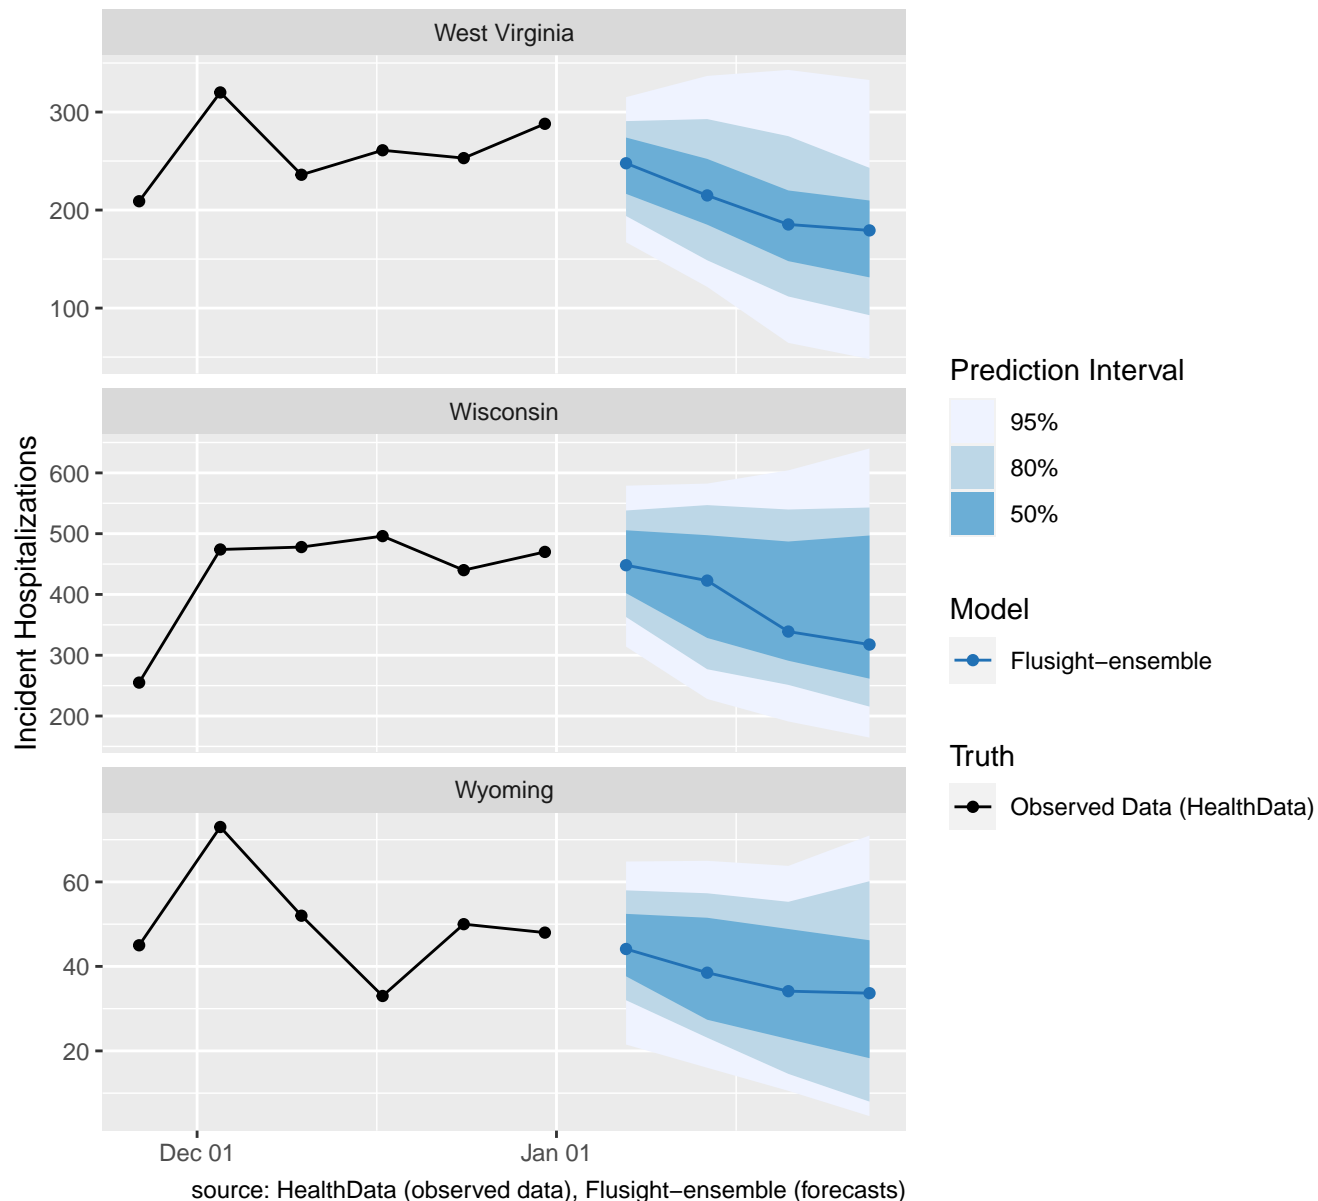 West Virginia
300
200
100
Wisconsin
600
500
400
300
200
Wyoming
60
40
20
Incident Hospitalizations
Dec 01
Jan 01
source: HealthData (observed data), Flusight−ensemble (forecasts)
Prediction Interval
95%
80%
50%
Model
Flusight−ensemble
Truth
Observed Data (HealthData)